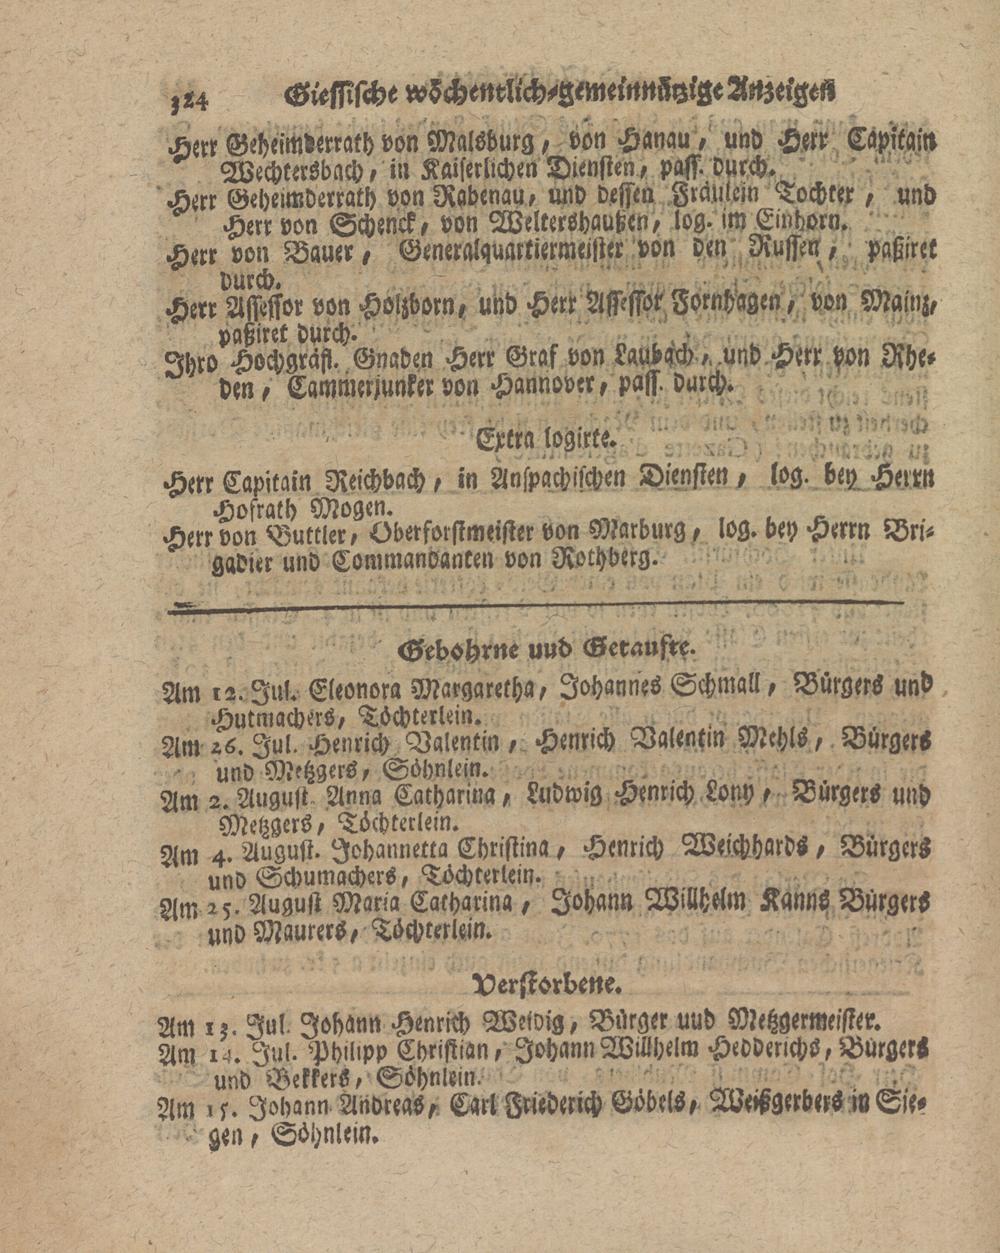 324 Giessische wöchentlich-gemeinnützige Anzeigen
Herr Geheimderrath von Malsburg, von Hanau, und Herr Capitain
Wechtersbach, in Kaiserlichen Diensten, pass. durch.
Herr Geheimderrath von Rabenau, und dessen Fräulein Tochter, und
Herr von Schenck, von Weltershaußen, log. im Einhorn.
Herr von Bauer, Generalquartiermeister von den Russen, paßiret
durch.
Herr Assessor von Holzborn, und Herr Assessor Fornhagen, von Mainz,
paßiret durch.
Ihro Hochgräfl. Gnaden Herr Graf von Laubach, und Herr von Rhe-
den, Cammerjunker von Hannover, pass. durch.
Extra logirte.
Herr Capitain Reichbach, in Anspachischen Diensten, log. bey Herrn
Hofrath Mogen.
Herr von Buttler, Oberforstmeister von Marburg, log. bey Herrn Bri-
gadier und Commandanten von Rothberg.
Gebohrne uud Getaufte.
Am 12. Jul. Eleonora Margaretha, Johannes Schmall, Bürgers und
Hutmachers, Töchterlein.
Am 26. Jul. Henrich Valentin, Henrich Valentin Mehls, Bürgers
und Metzgers, Söhnlein.
Am 2. August Anna Catharina, Ludwig Henrich Lony, Bürgers und
Metzgers, Töchterlein.
Am 4. August. Johannetta Christina, Henrich Weichhards, Bürgers
und Schumachers, Töchterlein.
Am 25. August Maria Catharina, Johann Willhelm Kanns Bürgers
und Maurers, Töchterlein.
Verstorbene.
Am 13. Jul. Johann Henrich Weidig, Bürger uud Metzgermeister.
Am 14. Jul. Philipp Christian, Johann Willhelm Hedderichs, Bürgers
und Bekkers, Söhnlein.
Am 15. Johann Andreas, Carl Friederich Göbels, Weißgerbers in Sie-
gen, Söhnlein.